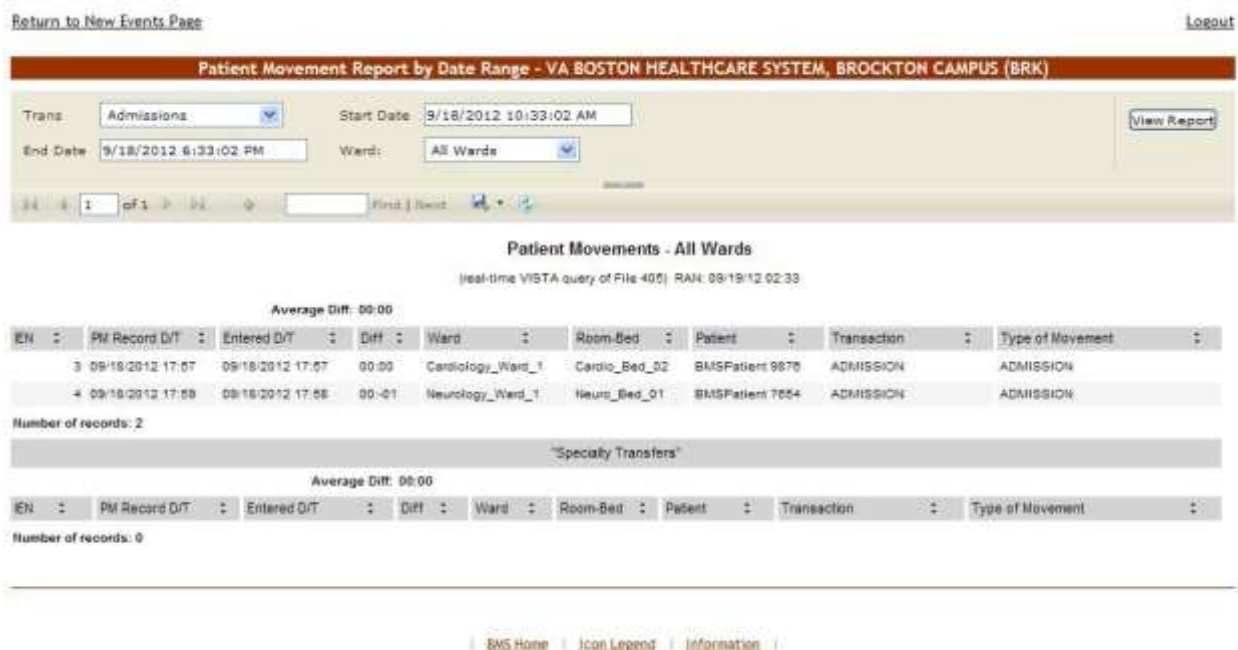 Return to New Events Page Logout
Patient Movement Report by Date Range - VA BOSTON HEALTHCARE SYSTEM, BROCKTON CAMPUS (BRK)
Trans Admissions Start Date 9/18/2012 10:33:02 AM View Report
End Date 9/18/2012 6:33:02 PM Ward: All Wards
1 of 1 Find | Next
Patient Movements - All Wards
(real-time VISTA query of File 405) RAN: 09/19/12 02:33
Average Diff: 00:00
IEN PM Record D/T Entered D/T Diff Ward Room-Bed Patient Transaction Type of Movement
3 09/18/2012 17:57 09/18/2012 17:57 00:00 Cardiology_Ward_1 Cardio_Bed_02 BMSPatient 9876 ADMISSION ADMISSION
4 09/18/2012 17:59 09/18/2012 17:58 00:-01 Neurology_Ward_1 Neuro_Bed_01 BMSPatient 7654 ADMISSION ADMISSION
Number of records: 2
"Specialty Transfers"
Average Diff: 00:00
IEN PM Record D/T Entered D/T Diff Ward Room-Bed Patient Transaction Type of Movement
Number of records: 0
| BMS Home | Icon Legend | Information |